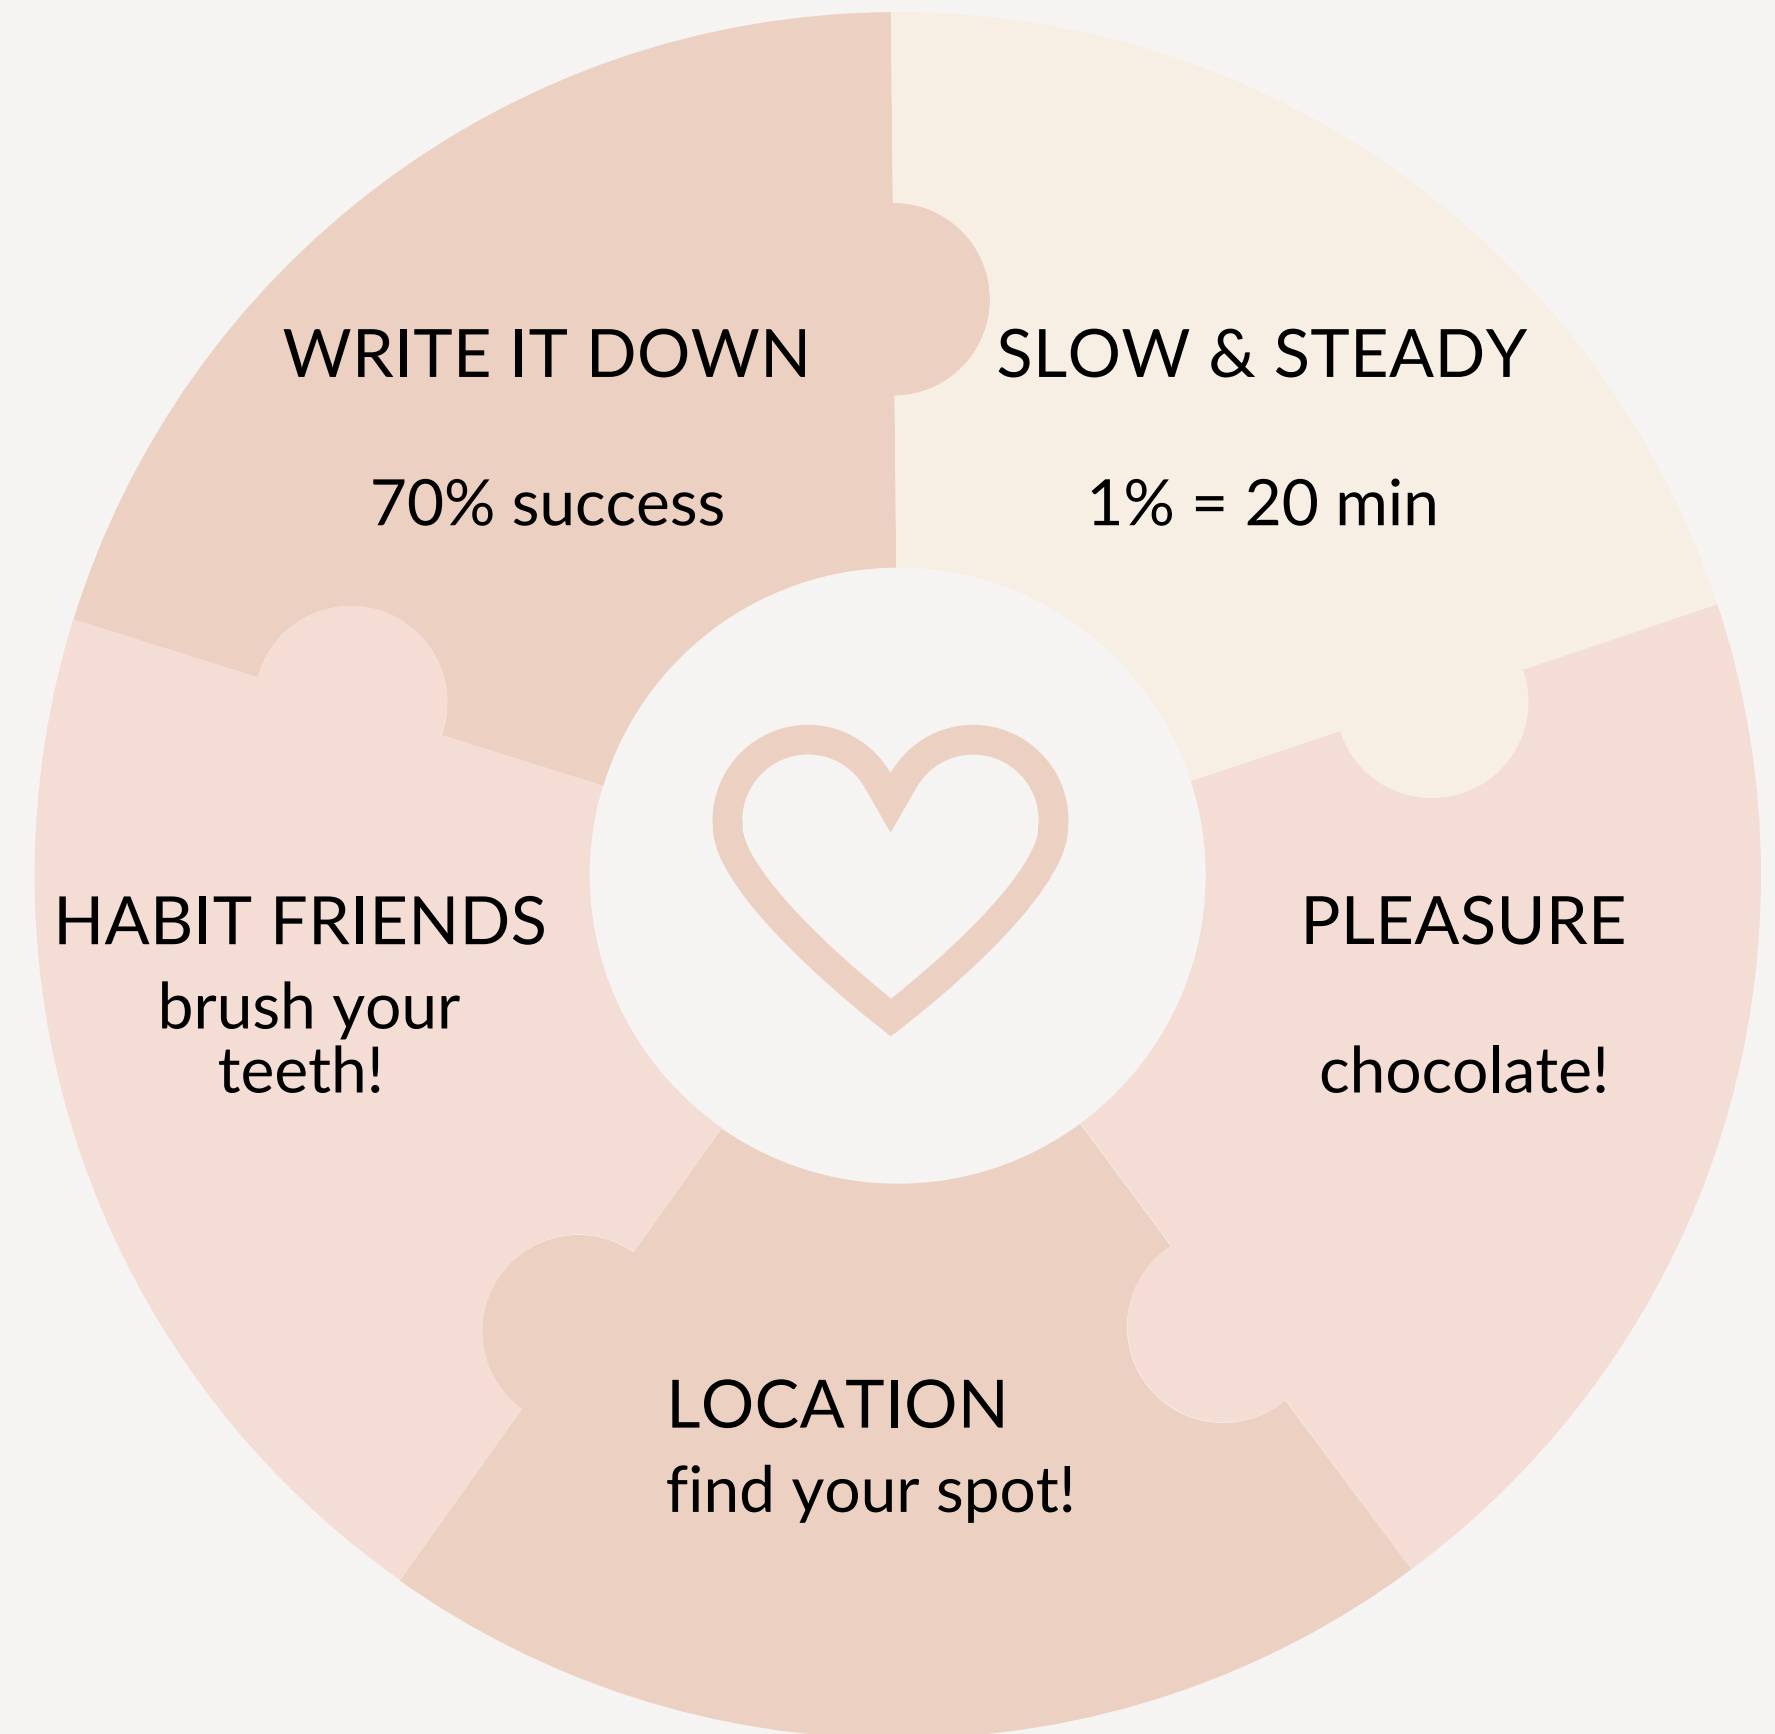 WRITE IT DOWN
70% success
SLOW & STEADY
1% = 20 min
HABIT FRIENDS
brush your
teeth!
PLEASURE
chocolate!
LOCATION
find your spot!